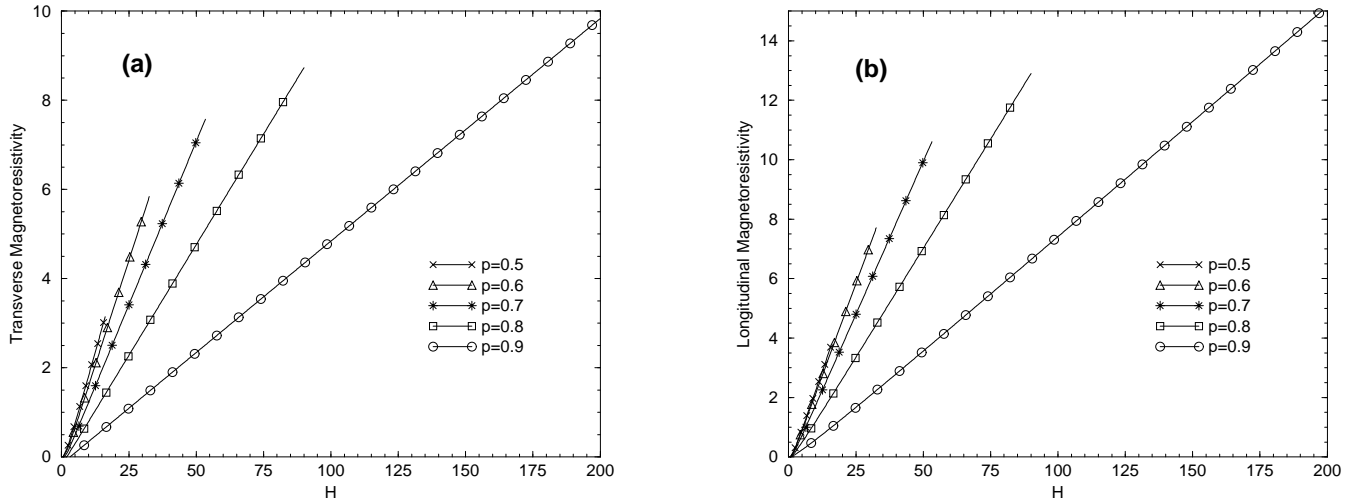 (a)
Transverse Magnetoresistivity
10
8
6
4
2
0
0 25 50 75 100 125 150 175 200
H
p=0.5
p=0.6
p=0.7
p=0.8
p=0.9
(b)
Longitudinal Magnetoresistivity
14
12
10
8
6
4
2
0
0 25 50 75 100 125 150 175 200
H
p=0.5
p=0.6
p=0.7
p=0.8
p=0.9